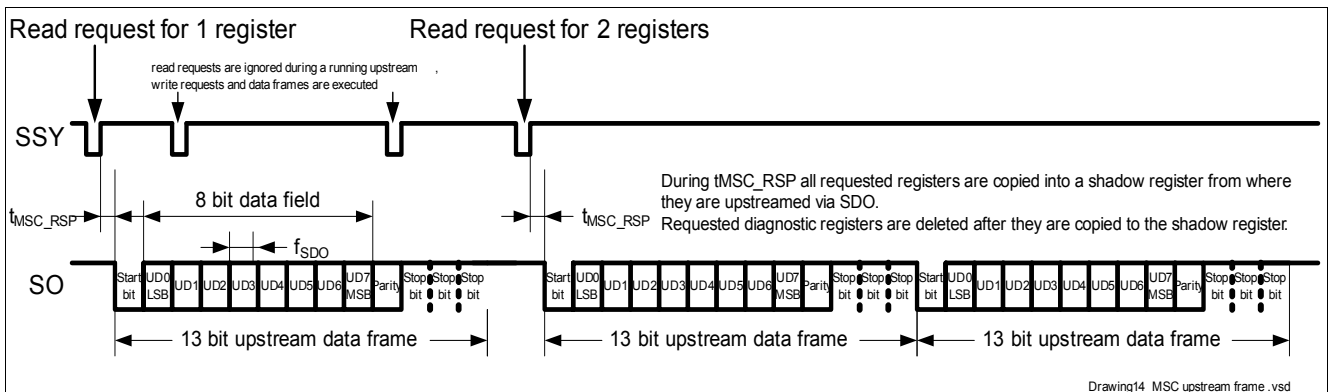 Read request for 1 register
Read request for 2 registers
read requests are ignored during a running upstream ,
write requests and data frames are executed
SSY
During tMSC_RSP all requested registers are copied into a shadow register from where
they are upstreamed via SDO.
Requested diagnostic registers are deleted after they are copied to the shadow register.
8 bit data field
tMSC_RSP
tMSC_RSP
fSDO
SO
Start bit UD0 LSB UD1 UD2 UD3 UD4 UD5 UD6 UD7 MSB Parity Stop bit Stop bit Stop bit
Start bit UD0 LSB UD1 UD2 UD3 UD4 UD5 UD6 UD7 MSB Parity Stop bit Stop bit Stop bit
Start bit UD0 LSB UD1 UD2 UD3 UD4 UD5 UD6 UD7 MSB Parity Stop bit Stop bit Stop bit
13 bit upstream data frame
13 bit upstream data frame
13 bit upstream data frame
Drawing14_MSC upstream frame .vsd